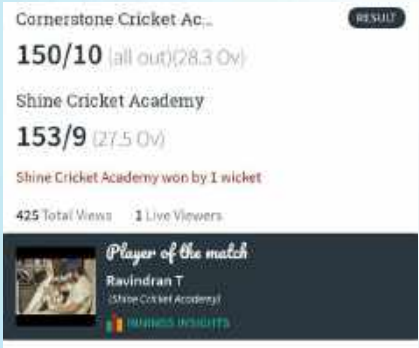 Cornerstone Cricket Ac...
RESULT
150/10 (all out)(28.3 Ov)
Shine Cricket Academy
153/9 (27.5 Ov)
Shine Cricket Academy won by 1 wicket
425 Total Views 1 Live Viewers
Player of the match
Ravindran T
(Shine Cricket Academy)
INNINGS INSIGHTS